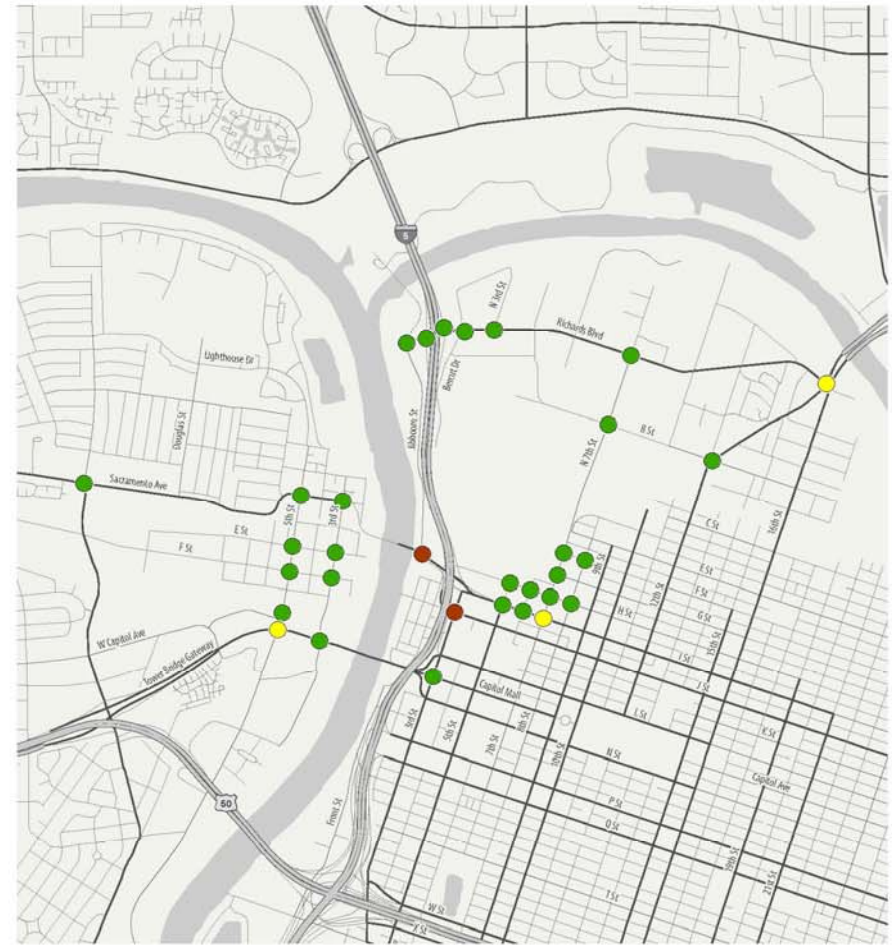 5
N 3rd St
Richards Blvd
Lighthouse Dr
Bercut Dr
Douglas St
Jibboom St
B St
N 7th St
Sacramento Ave
5th St
3rd St
16th St
C St
E St
F St
9th St
E St
12th St
F St
H St
G St
15th St
W Capitol Ave
Tower Bridge Gateway
I St
J St
Capitol Mall
L St
K St
3rd St
5th St
7th St
8th St
10th St
N St
Capitol Ave
P St
50
Front St
Q St
19th St
21st St
T St
W St
X St